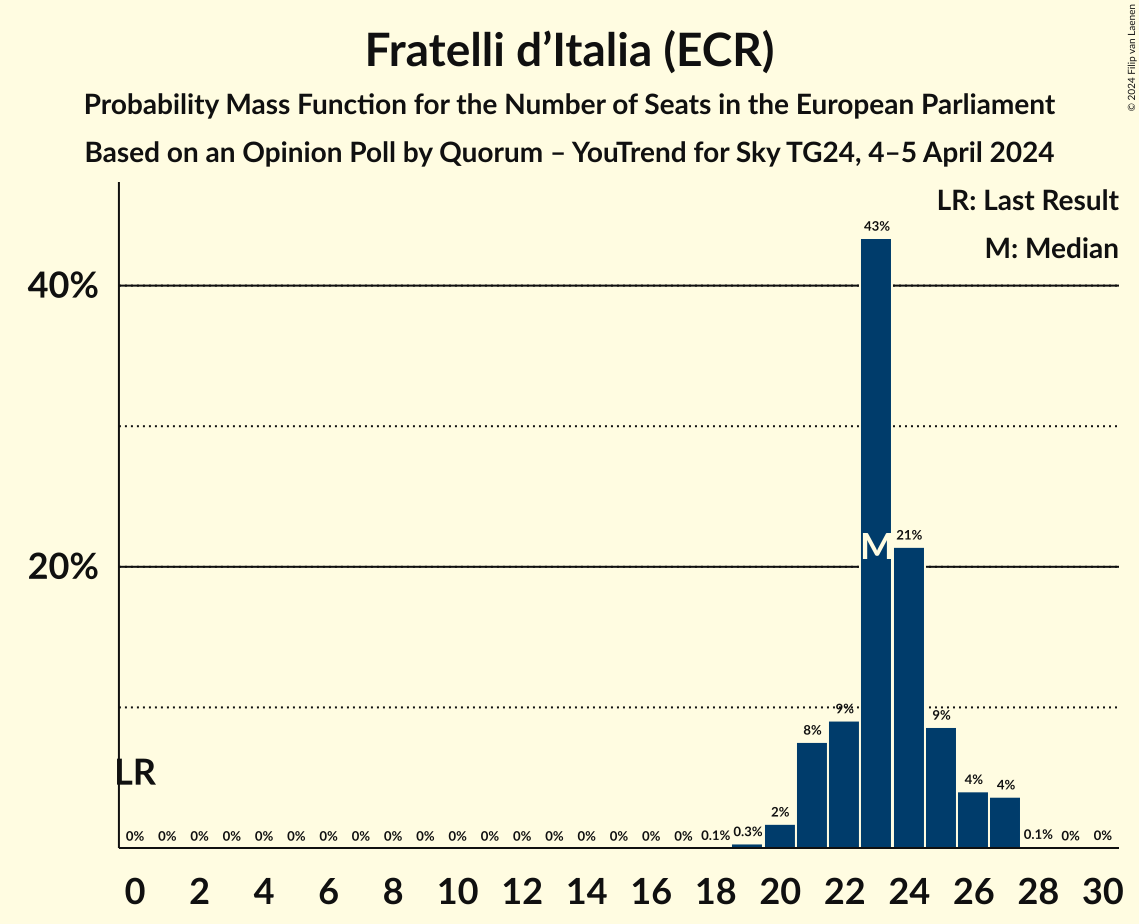 © 2024 Filip van Laenen
Fratelli d’Italia (ECR)
Probability Mass Function for the Number of Seats in the European Parliament
Based on an Opinion Poll by Quorum – YouTrend for Sky TG24, 4–5 April 2024
LR: Last Result
M: Median
43%
40%
M
21%
20%
9%
9%
8%
LR
4%
4%
2%
0% 0% 0% 0% 0% 0% 0% 0% 0% 0% 0% 0% 0% 0% 0% 0% 0% 0% 0.1% 0.3% 0.1% 0% 0%
0 2 4 6 8 10 12 14 16 18 20 22 24 26 28 30